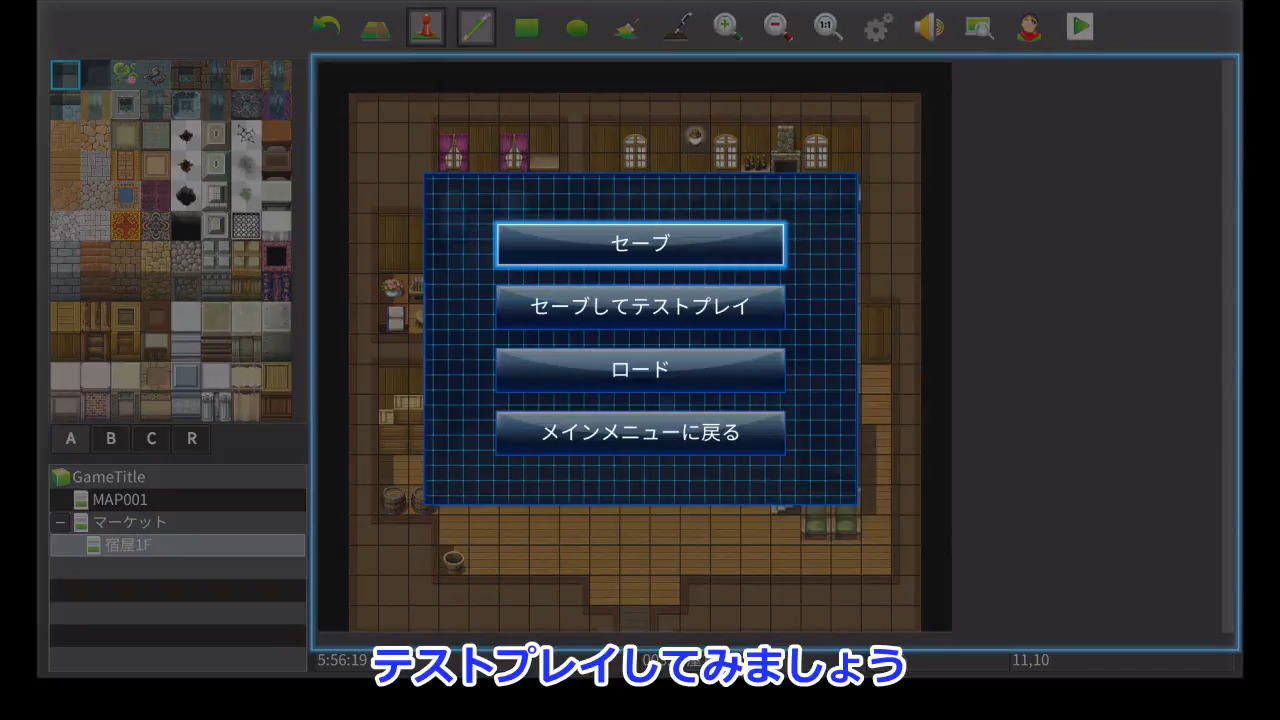 1:1
セーブ
セーブしてテストプレイ
ロード
メインメニューに戻る
A B C R
GameTitle
MAP001
マーケット
宿屋1F
5:56:19
11,10
テストプレイしてみましょう